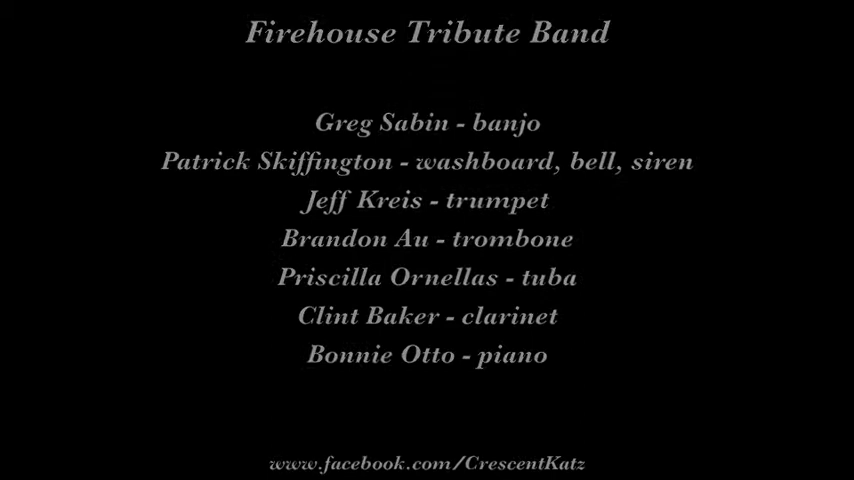 Firehouse Tribute Band
Greg Sabin - banjo
Patrick Skiffington - washboard, bell, siren
Jeff Kreis - trumpet
Brandon Au - trombone
Priscilla Ornellas - tuba
Clint Baker - clarinet
Bonnie Otto - piano
www.facebook.com/CrescentKatz